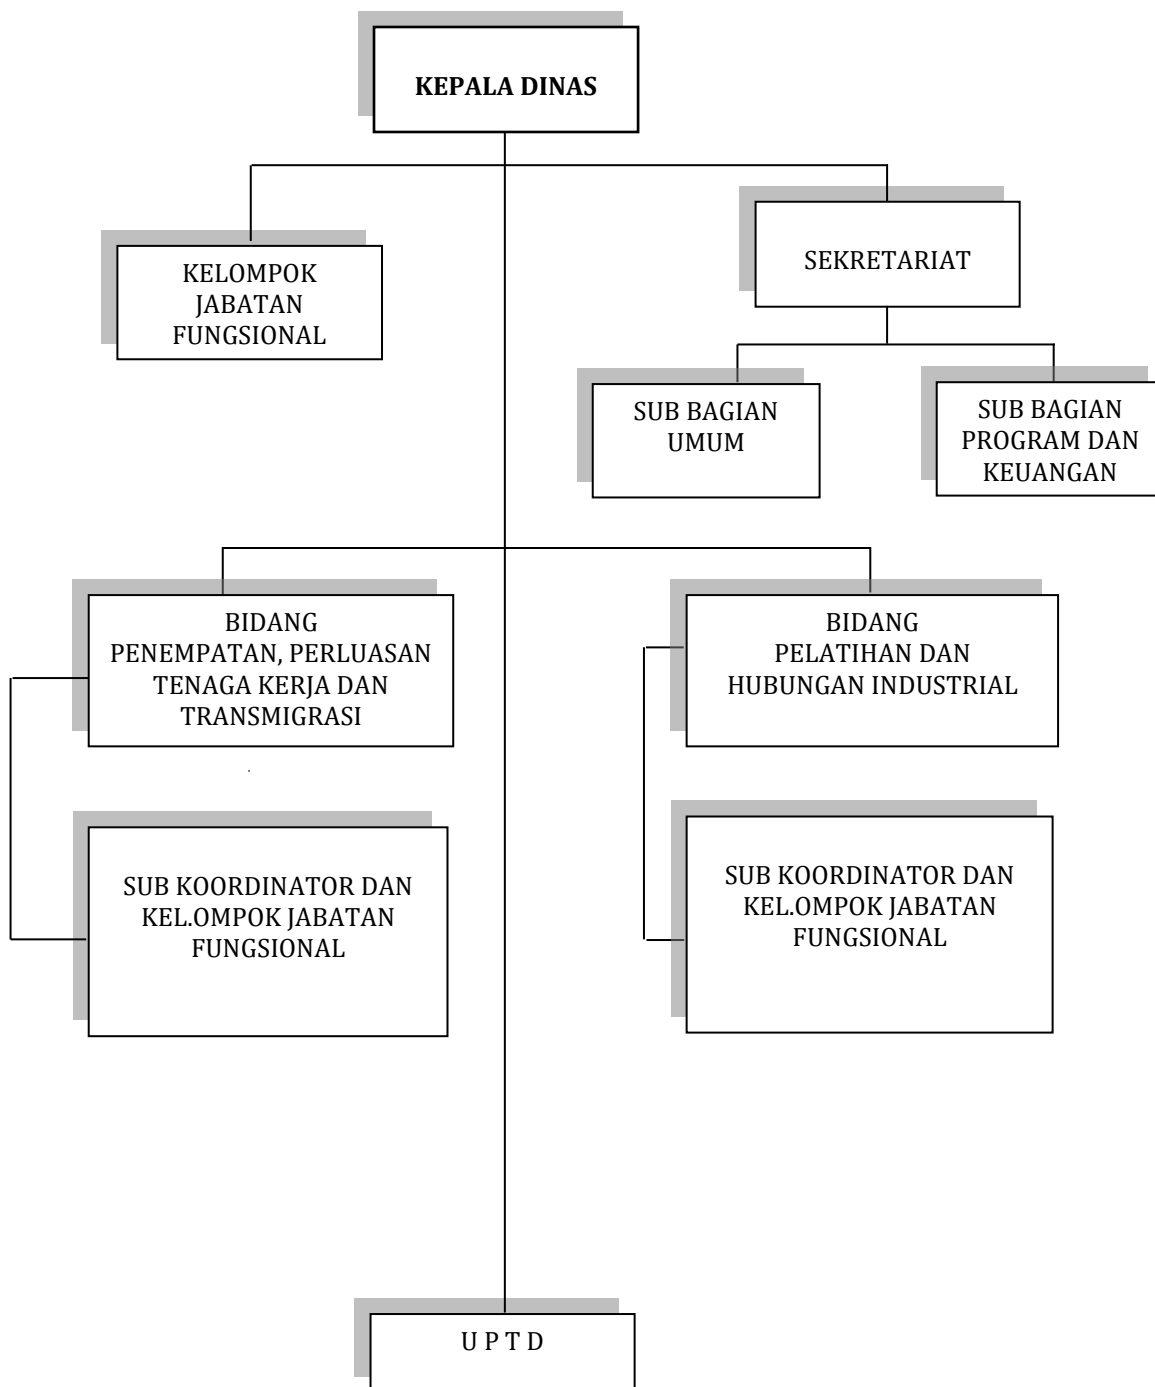 KEPALA DINAS
KELOMPOK
JABATAN
FUNGSIONAL
SEKRETARIAT
SUB BAGIAN
UMUM
SUB BAGIAN
PROGRAM DAN
KEUANGAN
BIDANG
PENEMPATAN, PERLUASAN
TENAGA KERJA DAN
TRANSMIGRASI
BIDANG
PELATIHAN DAN
HUBUNGAN INDUSTRIAL
SUB KOORDINATOR DAN
KEL.OMPOK JABATAN
FUNGSIONAL
SUB KOORDINATOR DAN
KEL.OMPOK JABATAN
FUNGSIONAL
U P T D